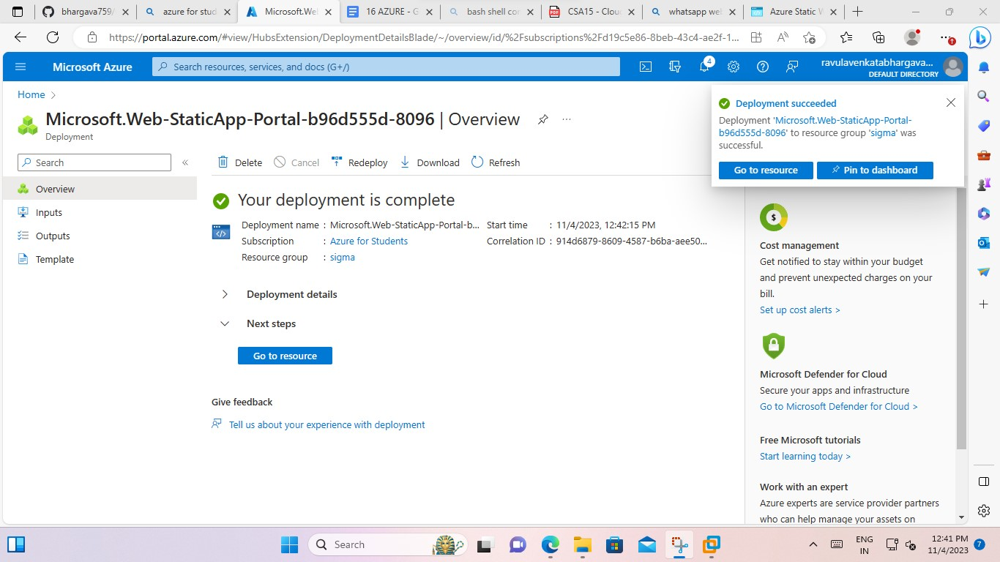 bhargava759/
azure for stud
Microsoft.We
16 AZURE - G
bash shell cor
PDF
CSA15 - Clou
whatsapp web
Azure Static W
https://portal.azure.com/#view/HubsExtension/DeploymentDetailsBlade/~/overview/id/%2Fsubscriptions%2Fd19c5e86-8beb-43c4-ae2f-1...
Microsoft Azure
Search resources, services, and docs (G+/)
4
ravulavenkatabhargava...
DEFAULT DIRECTORY
Home
Microsoft.Web-StaticApp-Portal-b96d555d-8096 | Overview
Deployment
Deployment succeeded
Deployment 'Microsoft.Web-StaticApp-Portal-
b96d555d-8096' to resource group 'sigma' was
successful.
Go to resource
Pin to dashboard
Search
Overview
Inputs
Outputs
Template
Delete
Cancel
Redeploy
Download
Refresh
Your deployment is complete
Deployment name : Microsoft.Web-StaticApp-Portal-b...
Subscription : Azure for Students
Resource group : sigma
Start time : 11/4/2023, 12:42:15 PM
Correlation ID : 914d6879-8609-4587-b6ba-aee50...
Deployment details
Next steps
Go to resource
Give feedback
Tell us about your experience with deployment
Cost management
Get notified to stay within your budget
and prevent unexpected charges on your
bill.
Set up cost alerts >
Microsoft Defender for Cloud
Secure your apps and infrastructure
Go to Microsoft Defender for Cloud >
Free Microsoft tutorials
Start learning today >
Work with an expert
Azure experts are service provider partners
who can help manage your assets on
Search
ENG
IN
12:41 PM
11/4/2023
7